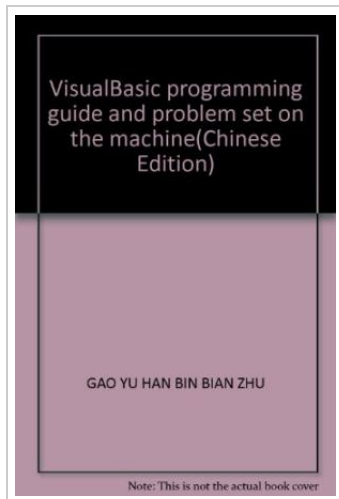 VisualBasic programming
guide and problem set on
the machine(Chinese
Edition)
GAO YU HAN BIN BIAN ZHU
Note: This is not the actual book cover